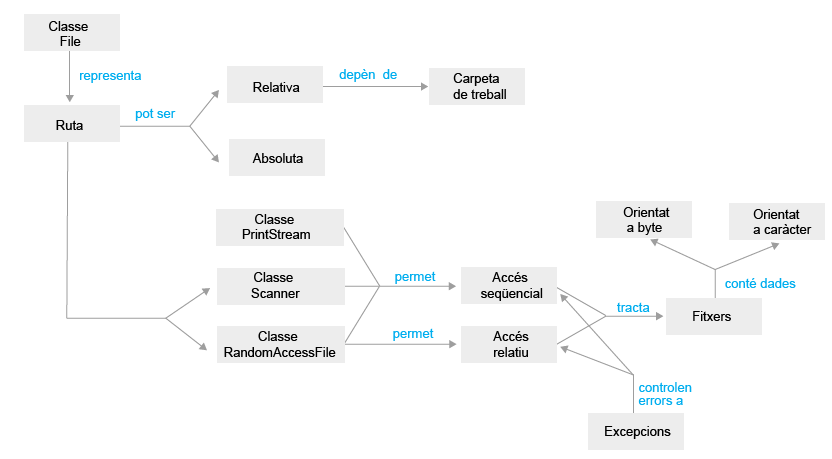 Classe
File
representa
Ruta
pot ser
Relativa
depèn de
Carpeta
de treball
Absoluta
Classe
PrintStream
Classe
Scanner
Classe
RandomAccessFile
permet
permet
Accés
seqüencial
Accés
relatiu
tracta
Fitxers
conté dades
Orientat
a byte
Orientat
a caràcter
controlen
errors a
Excepcions